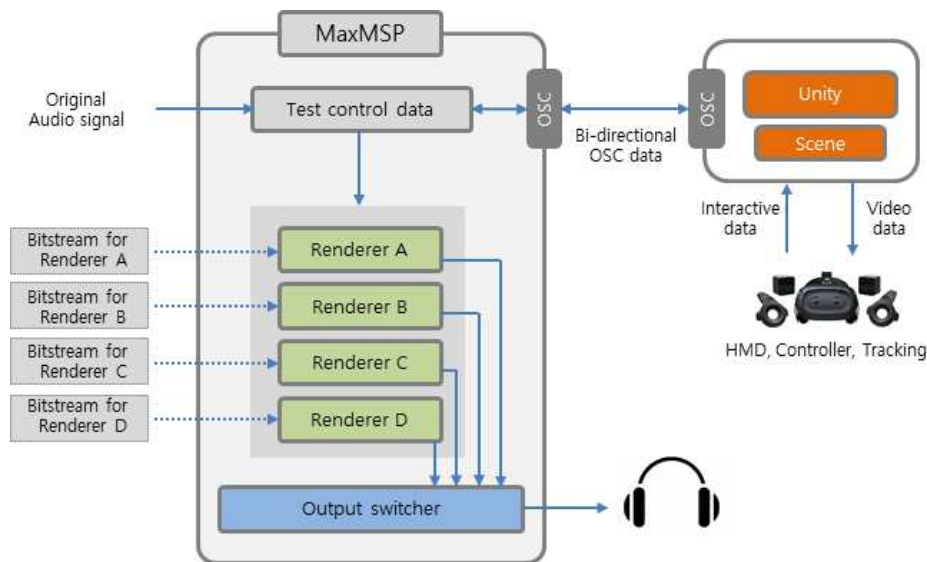 MaxMSP
Original
Audio signal
Test control data
OSC
Bi-directional
OSC data
OSC
Unity
Scene
Interactive
data
Video
data
HMD, Controller, Tracking
Bitstream for
Renderer A
Renderer A
Bitstream for
Renderer B
Renderer B
Bitstream for
Renderer C
Renderer C
Bitstream for
Renderer D
Renderer D
Output switcher